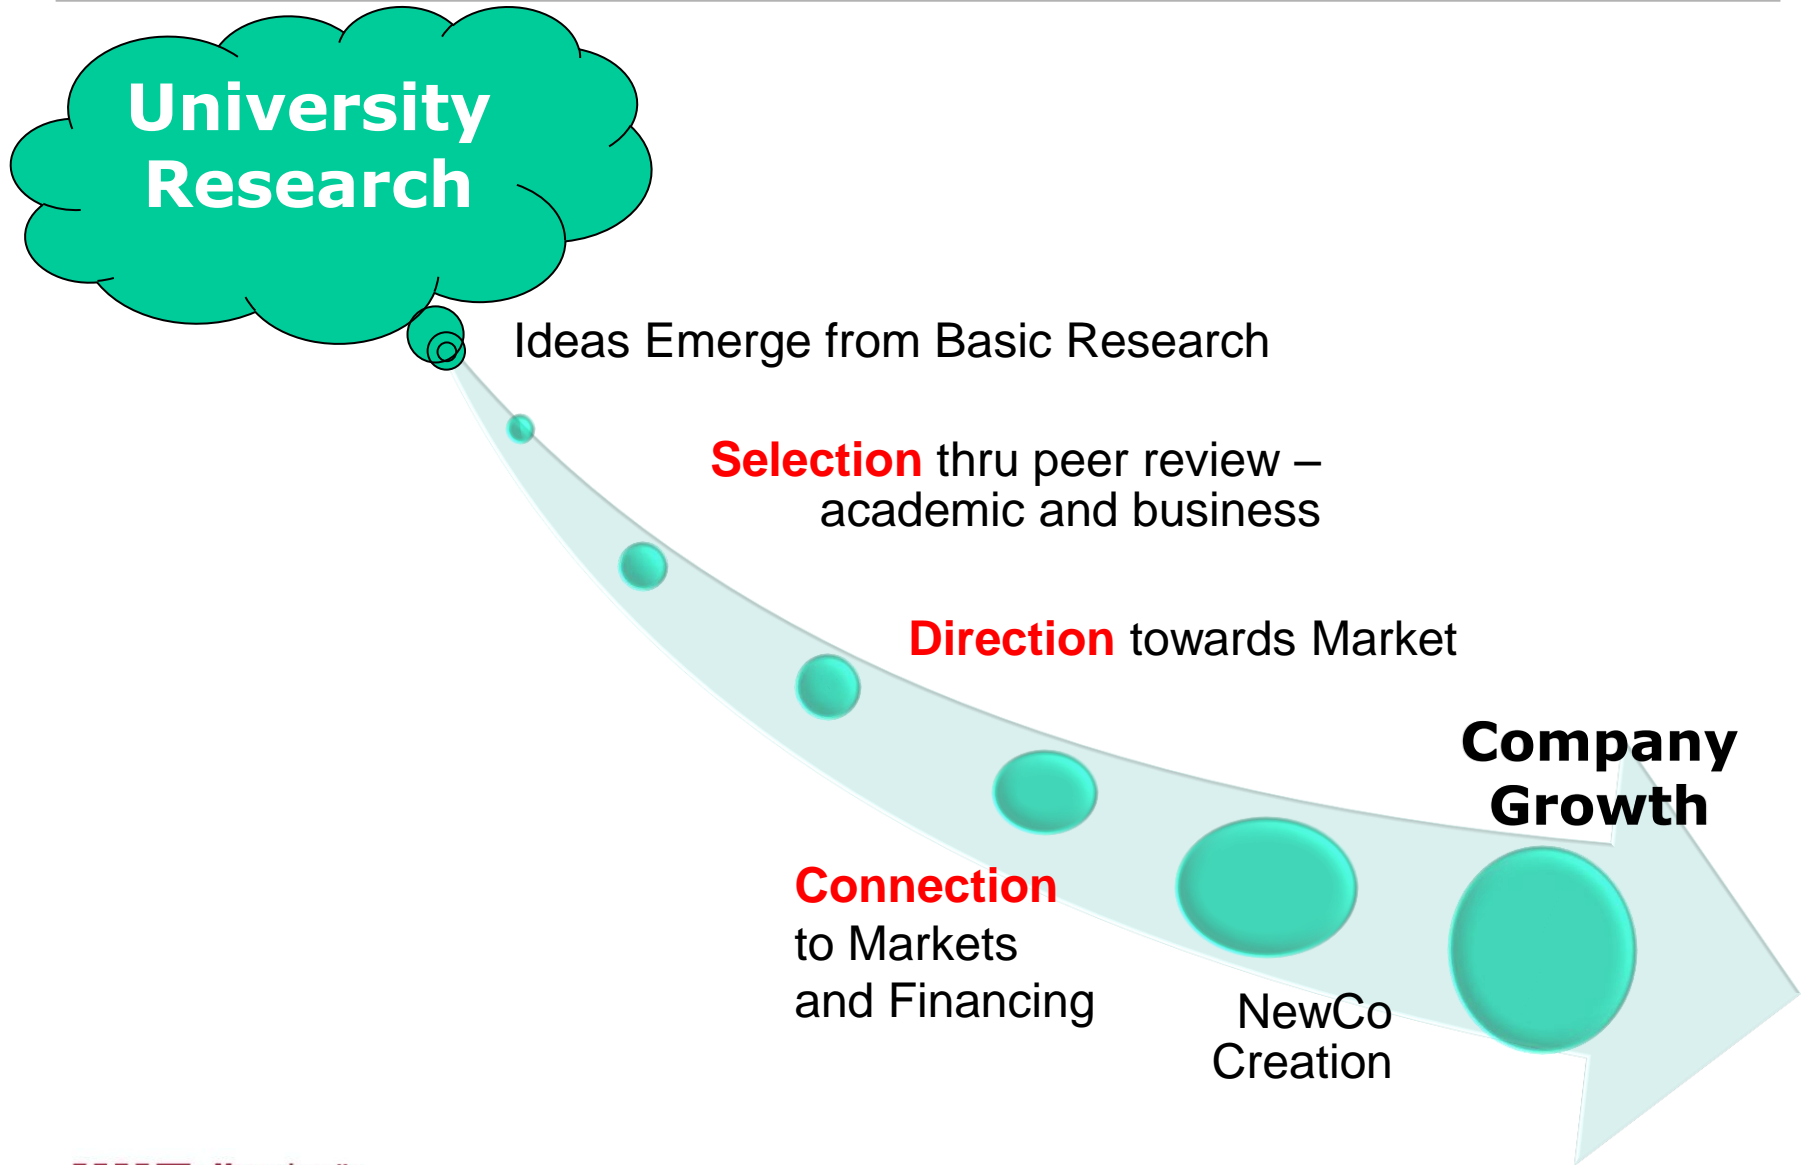 University
Research
Ideas Emerge from Basic Research
Selection thru peer review –
academic and business
Direction towards Market
Company
Growth
Connection
to Markets
and Financing
NewCo
Creation